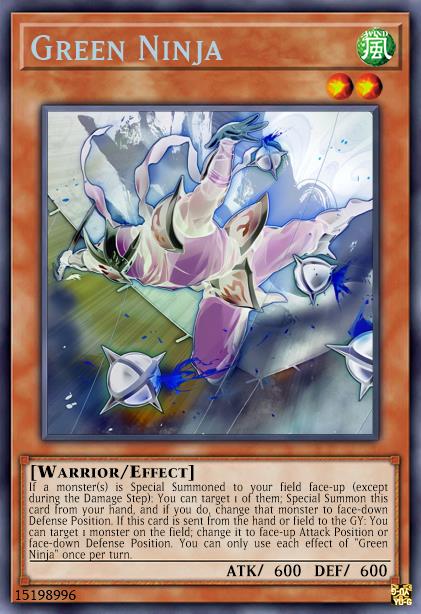 Green Ninja
WIND
風
[Warrior/Effect]
If a monster(s) is Special Summoned to your field face-up (except
during the Damage Step): You can target 1 of them; Special Summon this
card from your hand, and if you do, change that monster to face-down
Defense Position. If this card is sent from the hand or field to the GY: You
can target 1 monster on the field; change it to face-up Attack Position or
face-down Defense Position. You can only use each effect of "Green
Ninja" once per turn.
ATK/ 600 DEF/ 600
15198996